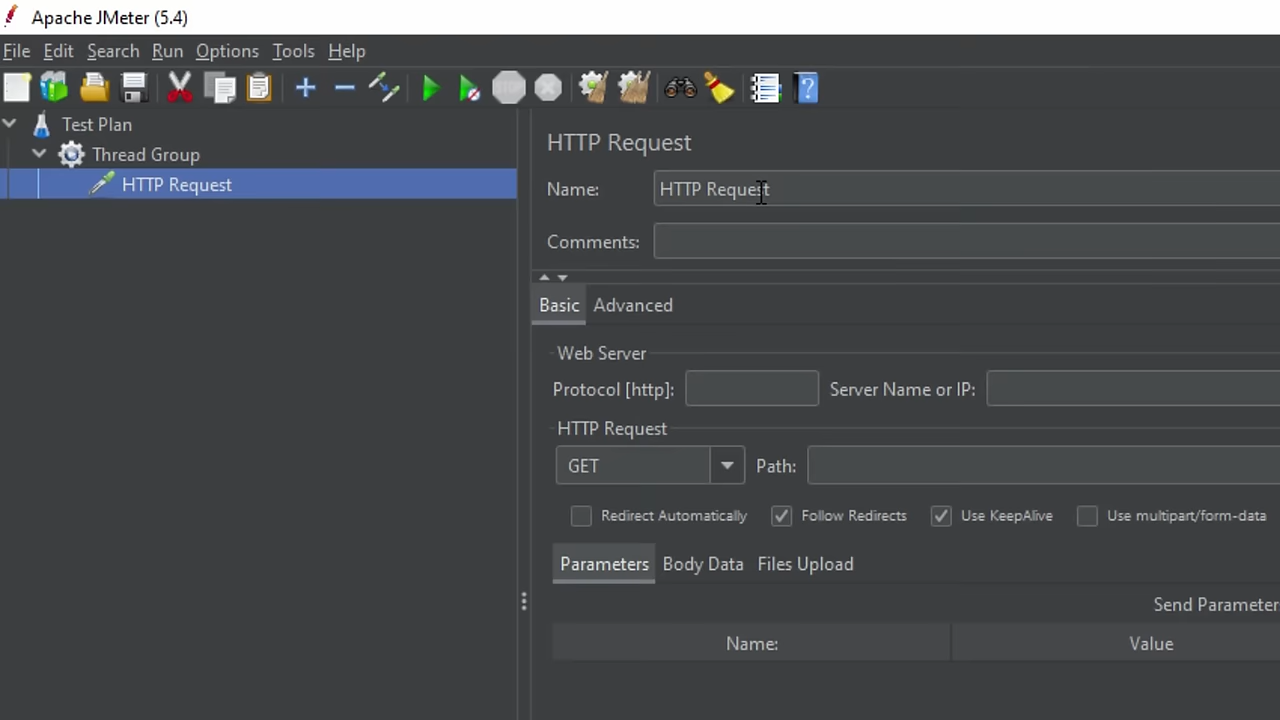 Apache JMeter (5.4)
File Edit Search Run Options Tools Help
Test Plan
Thread Group
HTTP Request
HTTP Request
Name: HTTP Request
Comments:
Basic Advanced
Web Server
Protocol [http]: Server Name or IP:
HTTP Request
GET Path:
Redirect Automatically Follow Redirects Use KeepAlive Use multipart/form-data
Parameters Body Data Files Upload
Send Parameter
Name: Value